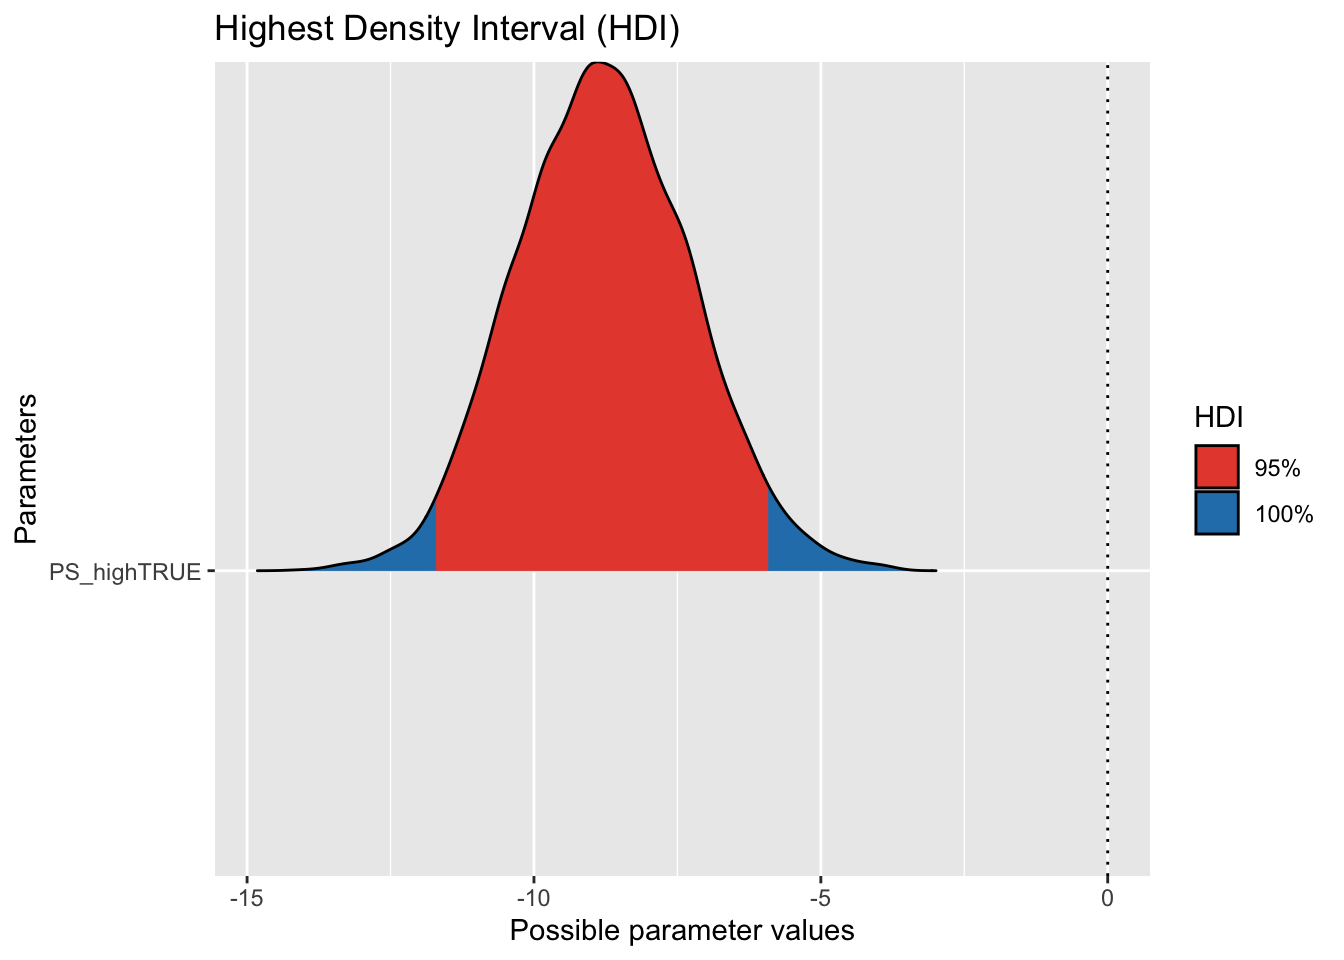 Highest Density Interval (HDI)
Parameters
PS_highTRUE
-15
-10
-5
0
Possible parameter values
HDI
95%
100%